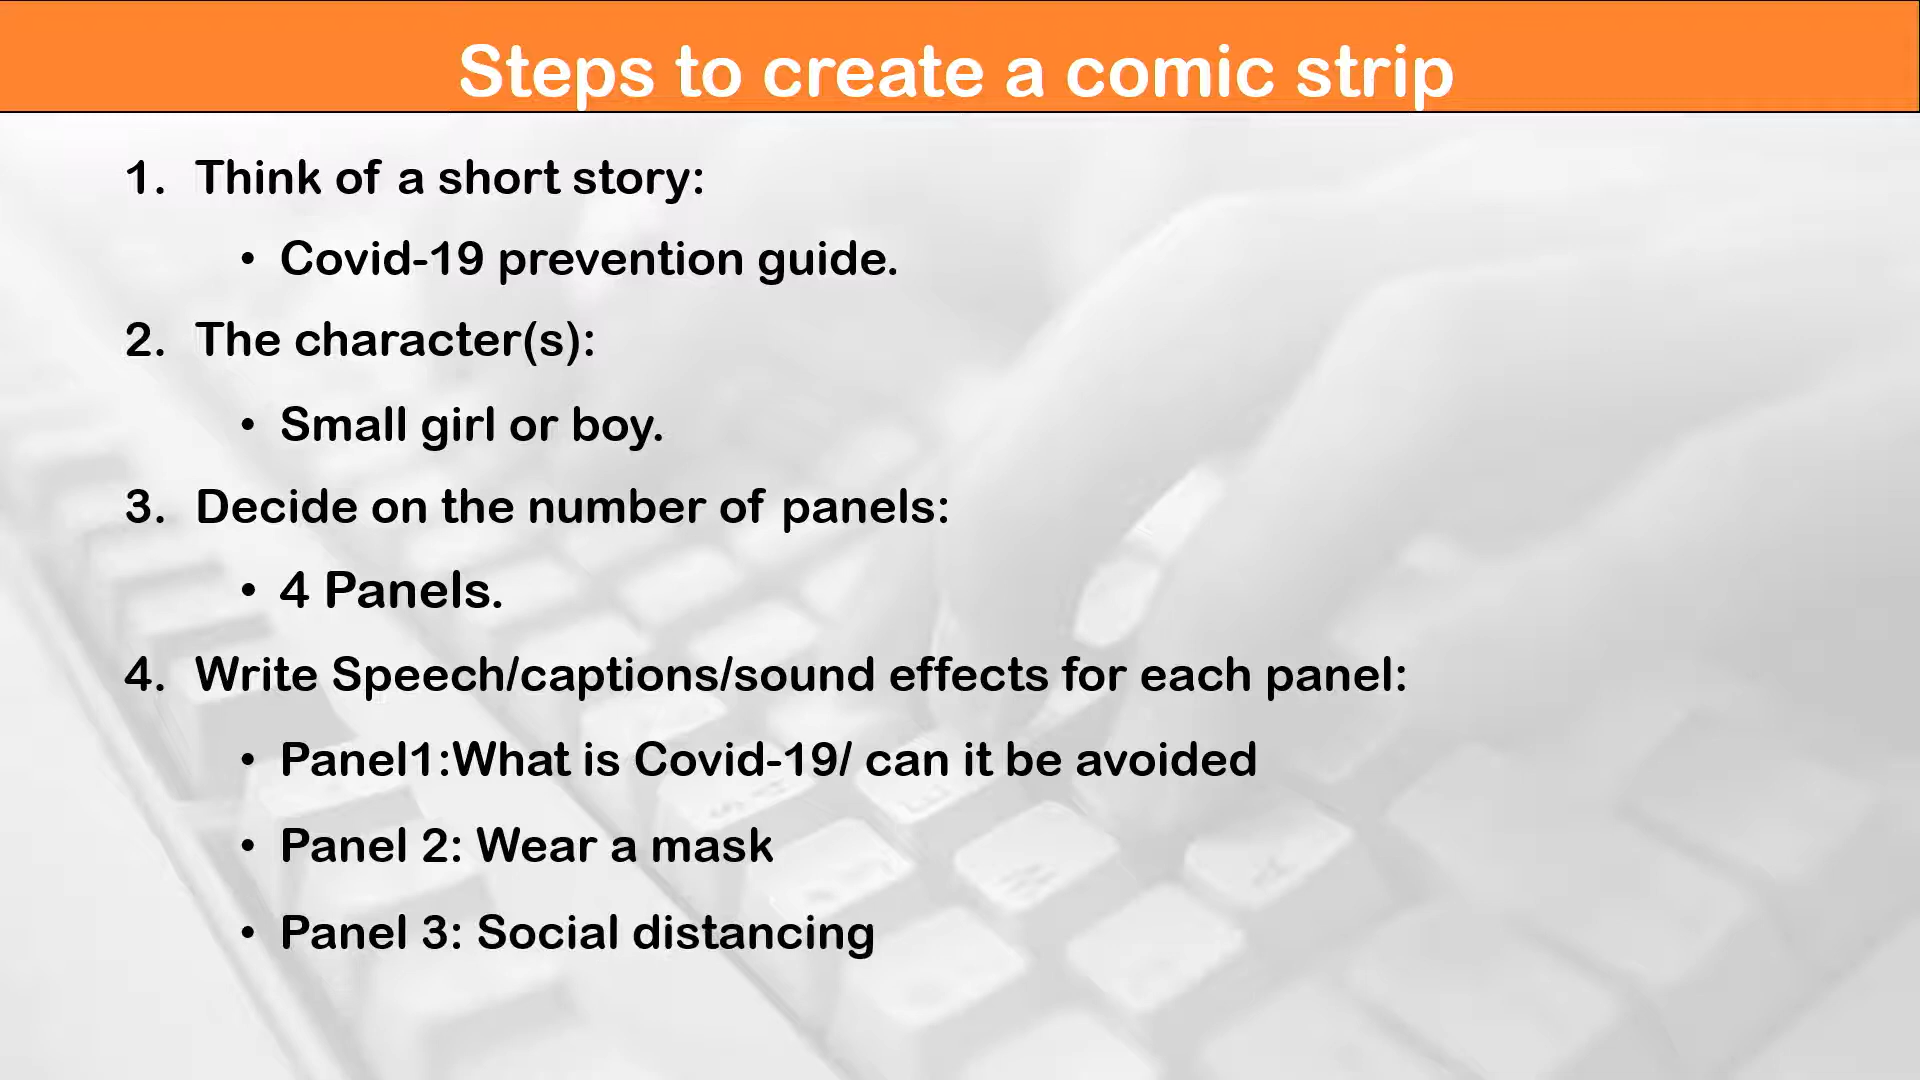 Steps to create a comic strip
1. Think of a short story:
• Covid-19 prevention guide.
2. The character(s):
• Small girl or boy.
3. Decide on the number of panels:
• 4 Panels.
4. Write Speech/captions/sound effects for each panel:
• Panel1:What is Covid-19/ can it be avoided
• Panel 2: Wear a mask
• Panel 3: Social distancing